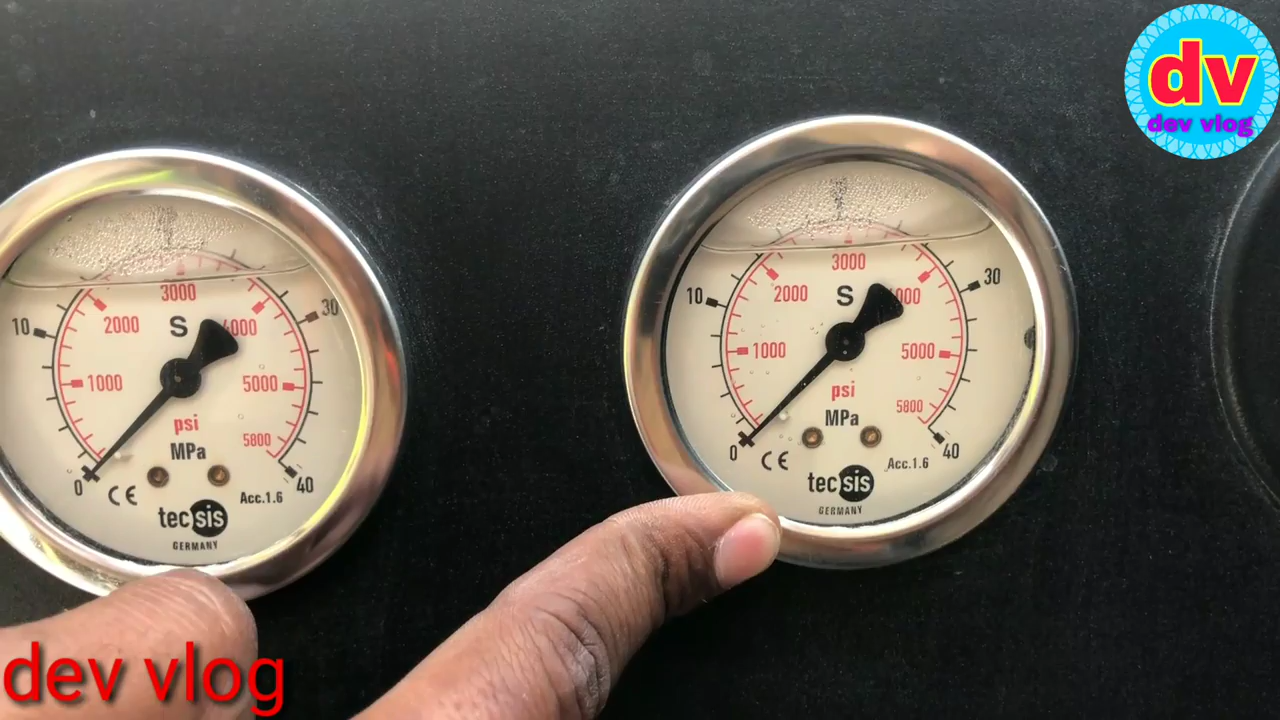 dv
dev vlog
3000
2000
S
4000
10
30
1000
5000
psi
5800
MPa
0
40
CE
Acc.1.6
tecsis
GERMANY
3000
2000
S
10
30
1000
5000
psi
5800
MPa
0
40
CE
Acc.1.6
tecsis
GERMANY
dev vlog